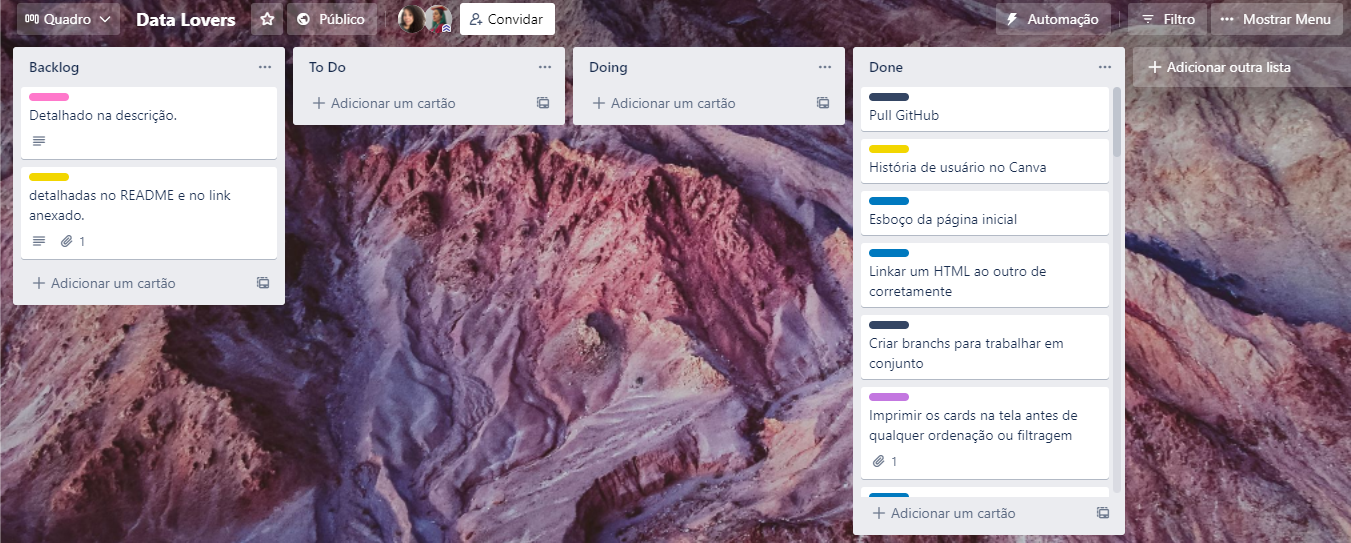 Quadro
Data Lovers
Público
Convidar
Automação
Filtro
Mostrar Menu
Backlog
Detalhado na descrição.
detalhadas no README e no link
anexado.
1
Adicionar um cartão
To Do
Adicionar um cartão
Doing
Adicionar um cartão
Done
Pull GitHub
História de usuário no Canva
Esboço da página inicial
Linkar um HTML ao outro de
corretamente
Criar branchs para trabalhar em
conjunto
Imprimir os cards na tela antes de
qualquer ordenação ou filtragem
1
Adicionar um cartão
Adicionar outra lista